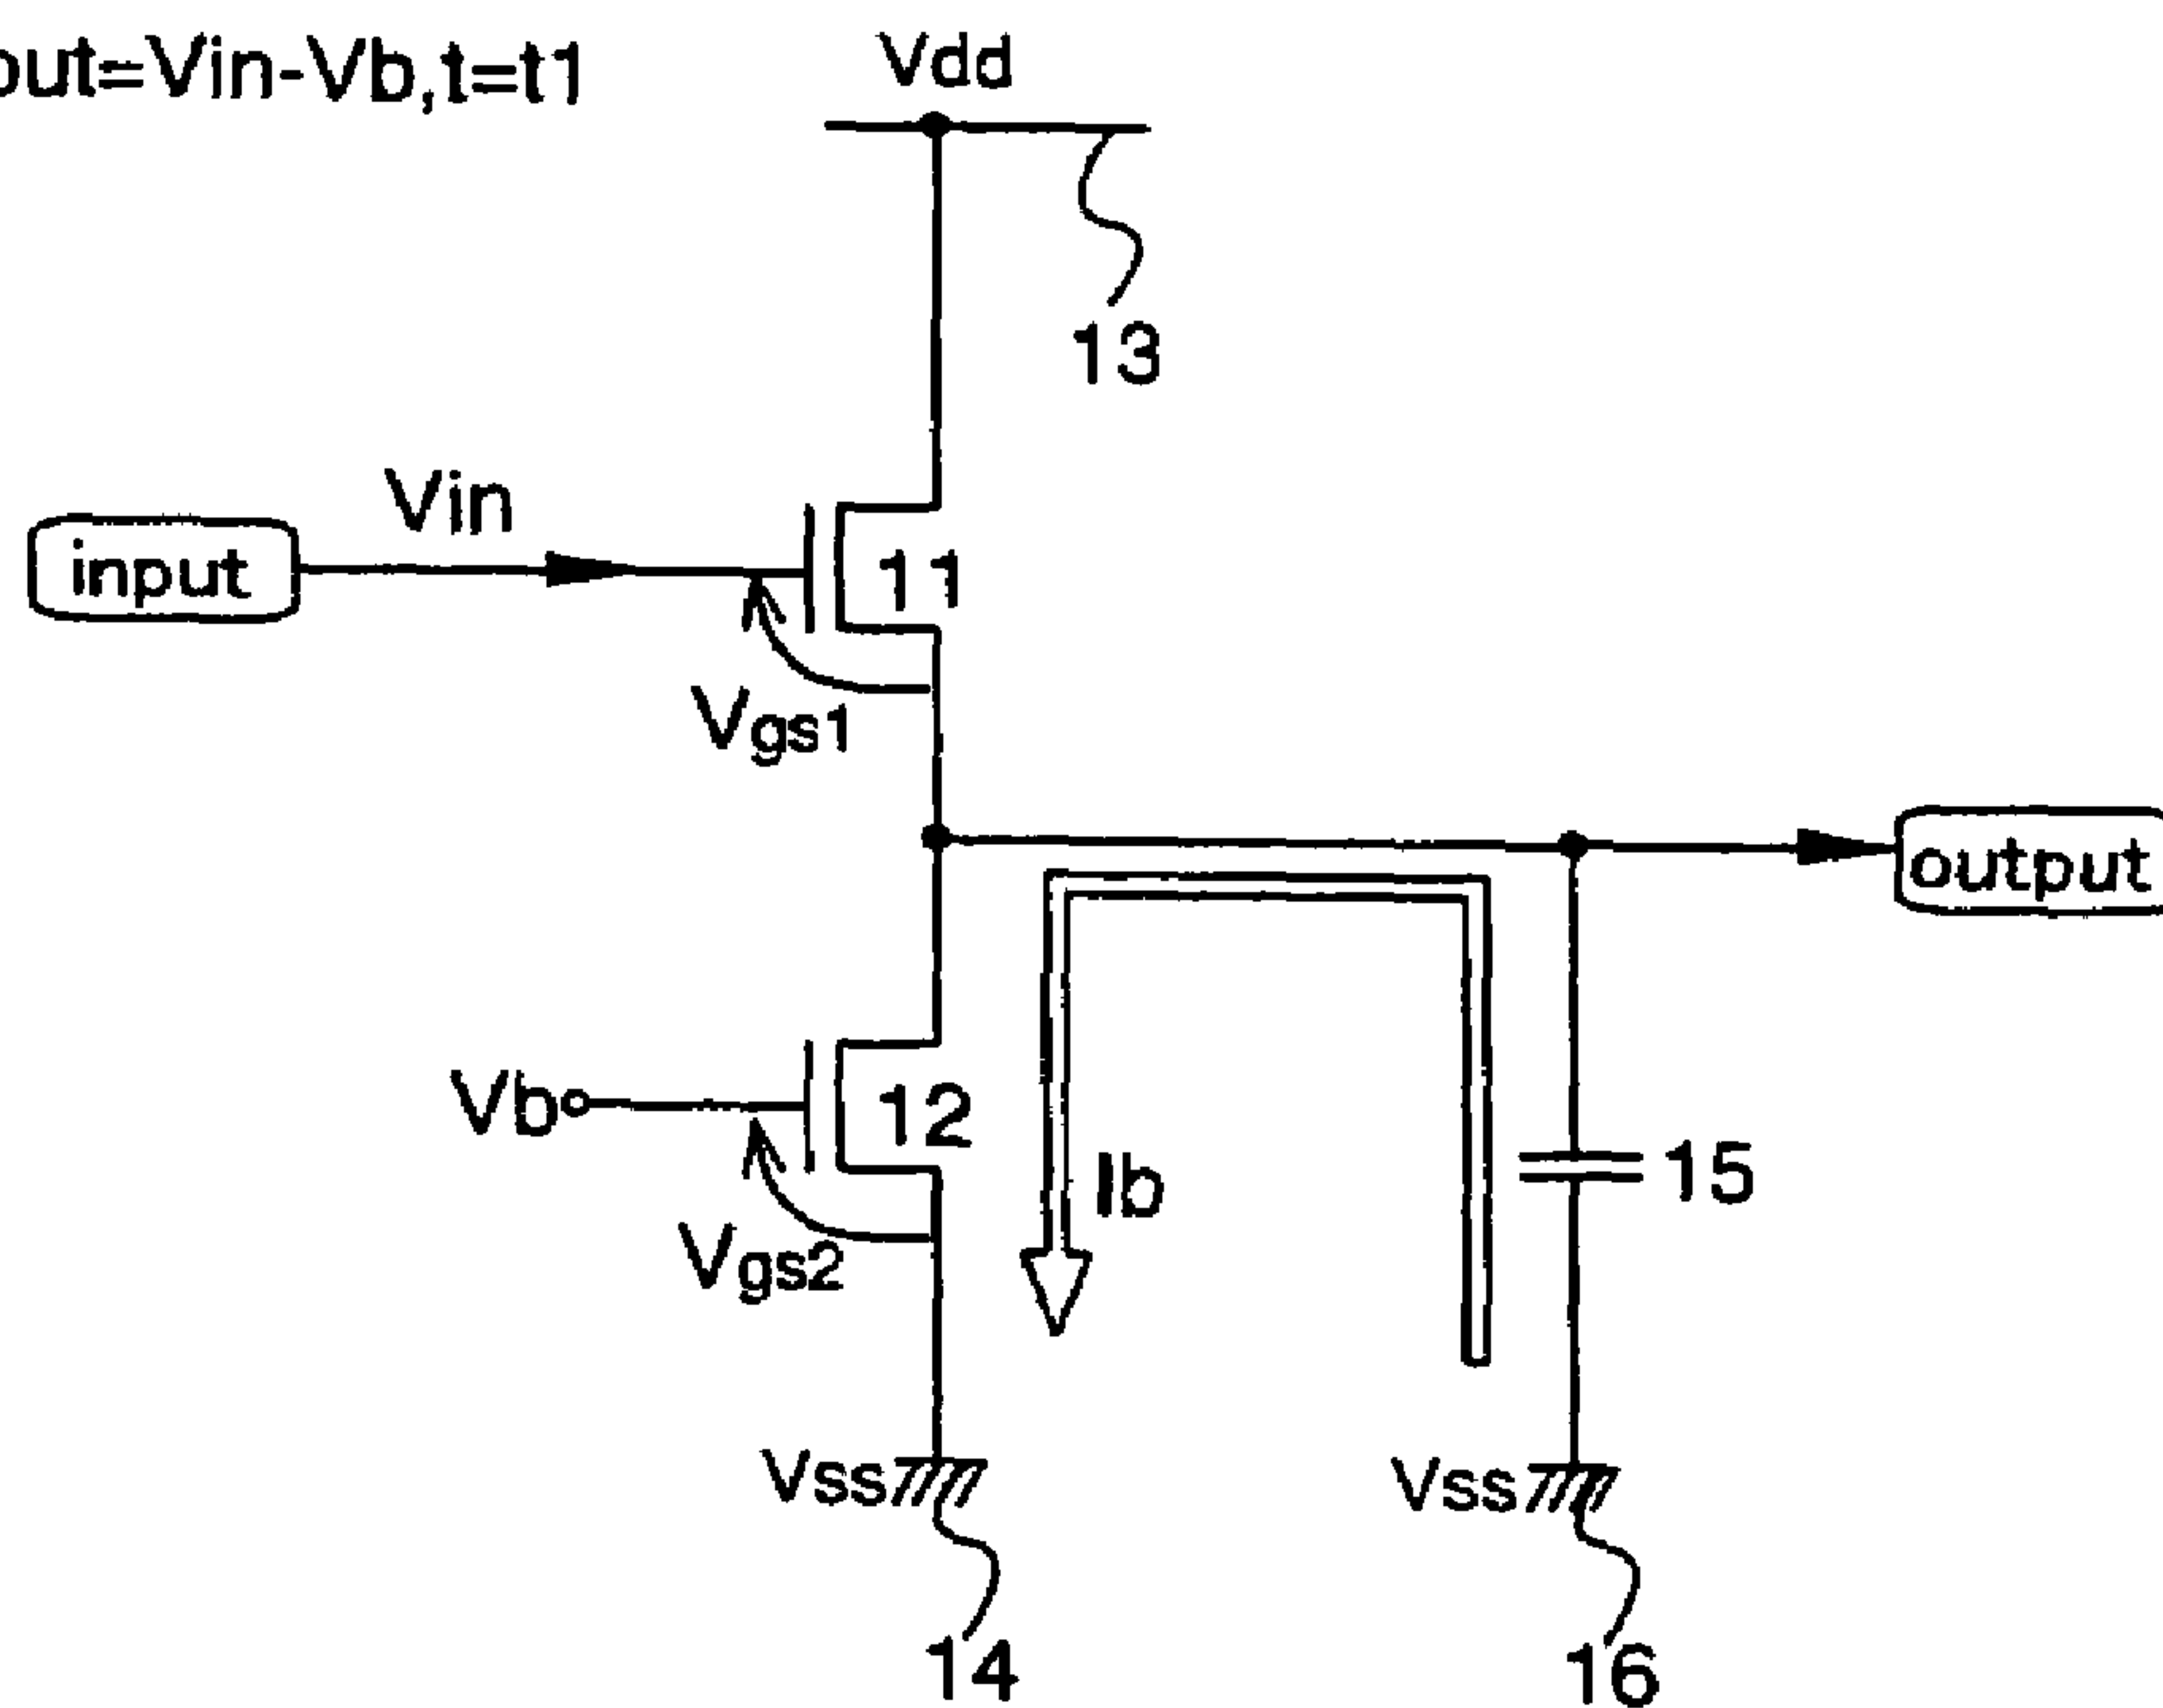 out=Vin-Vb,t=t1
Vdd
13
Vin
input
11
Vgs1
output
Vb
12
Ib
15
Vgs2
Vss
Vss
14
16